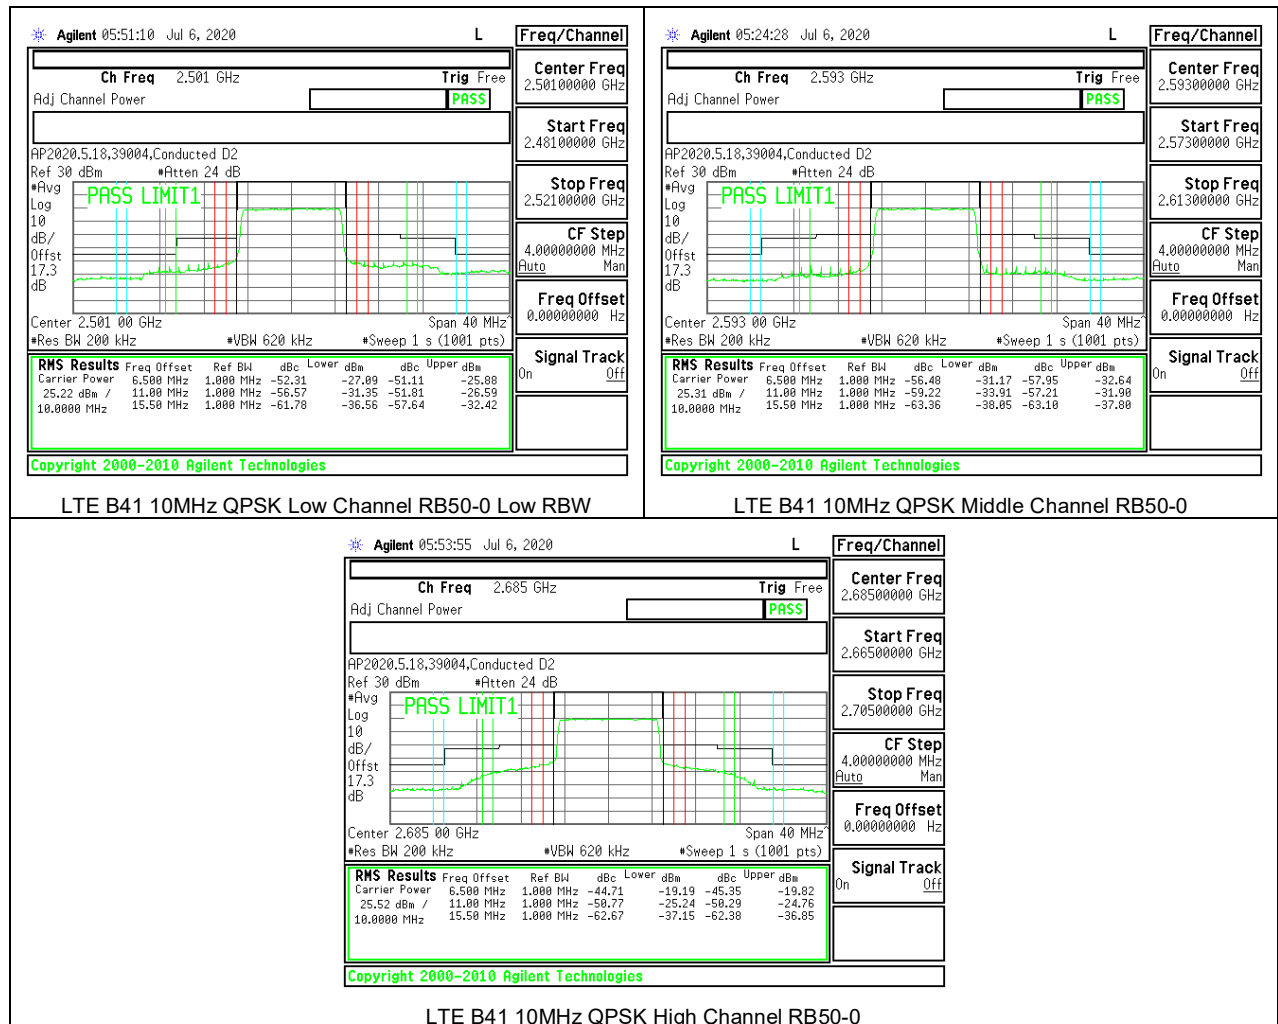 Agilent 05:51:10 Jul 6, 2020 L Freq/Channel
Ch Freq 2.501 GHz Trig Free
Adj Channel Power PASS
AP2020.5.18,39004,Conducted D2
Ref 30 dBm #Atten 24 dB
#Avg
Log
10
dB/
Offst
17.3
dB
PASS LIMIT1
Center 2.501 00 GHz Span 40 MHz^
#Res BW 200 kHz #VBW 620 kHz #Sweep 1 s (1001 pts)
RMS Results Freq Offset Ref BW dBc Lower dBm dBc Upper dBm
Carrier Power 6.500 MHz 1.000 MHz -52.31 -27.09 -51.11 -25.88
25.22 dBm / 11.00 MHz 1.000 MHz -56.57 -31.35 -51.81 -26.59
10.0000 MHz 15.50 MHz 1.000 MHz -61.78 -36.56 -57.64 -32.42
Center Freq
2.50100000 GHz
Start Freq
2.48100000 GHz
Stop Freq
2.52100000 GHz
CF Step
4.00000000 MHz
Auto Man
Freq Offset
0.00000000 Hz
Signal Track
On Off
Copyright 2000-2010 Agilent Technologies
LTE B41 10MHz QPSK Low Channel RB50-0 Low RBW
Agilent 05:24:28 Jul 6, 2020 L Freq/Channel
Ch Freq 2.593 GHz Trig Free
Adj Channel Power PASS
AP2020.5.18,39004,Conducted D2
Ref 30 dBm #Atten 24 dB
#Avg
Log
10
dB/
Offst
17.3
dB
PASS LIMIT1
Center 2.593 00 GHz Span 40 MHz^
#Res BW 200 kHz #VBW 620 kHz #Sweep 1 s (1001 pts)
RMS Results Freq Offset Ref BW dBc Lower dBm dBc Upper dBm
Carrier Power 6.500 MHz 1.000 MHz -56.48 -31.17 -57.95 -32.64
25.31 dBm / 11.00 MHz 1.000 MHz -59.22 -33.91 -57.21 -31.90
10.0000 MHz 15.50 MHz 1.000 MHz -63.36 -38.05 -63.10 -37.80
Center Freq
2.59300000 GHz
Start Freq
2.57300000 GHz
Stop Freq
2.61300000 GHz
CF Step
4.00000000 MHz
Auto Man
Freq Offset
0.00000000 Hz
Signal Track
On Off
Copyright 2000-2010 Agilent Technologies
LTE B41 10MHz QPSK Middle Channel RB50-0
Agilent 05:53:55 Jul 6, 2020 L Freq/Channel
Ch Freq 2.685 GHz Trig Free
Adj Channel Power PASS
AP2020.5.18,39004,Conducted D2
Ref 30 dBm #Atten 24 dB
#Avg
Log
10
dB/
Offst
17.3
dB
PASS LIMIT1
Center 2.685 00 GHz Span 40 MHz^
#Res BW 200 kHz #VBW 620 kHz #Sweep 1 s (1001 pts)
RMS Results Freq Offset Ref BW dBc Lower dBm dBc Upper dBm
Carrier Power 6.500 MHz 1.000 MHz -44.71 -19.19 -45.35 -19.82
25.52 dBm / 11.00 MHz 1.000 MHz -50.77 -25.24 -50.29 -24.76
10.0000 MHz 15.50 MHz 1.000 MHz -62.67 -37.15 -62.38 -36.85
Center Freq
2.68500000 GHz
Start Freq
2.66500000 GHz
Stop Freq
2.70500000 GHz
CF Step
4.00000000 MHz
Auto Man
Freq Offset
0.00000000 Hz
Signal Track
On Off
Copyright 2000-2010 Agilent Technologies
LTE B41 10MHz QPSK High Channel RB50-0